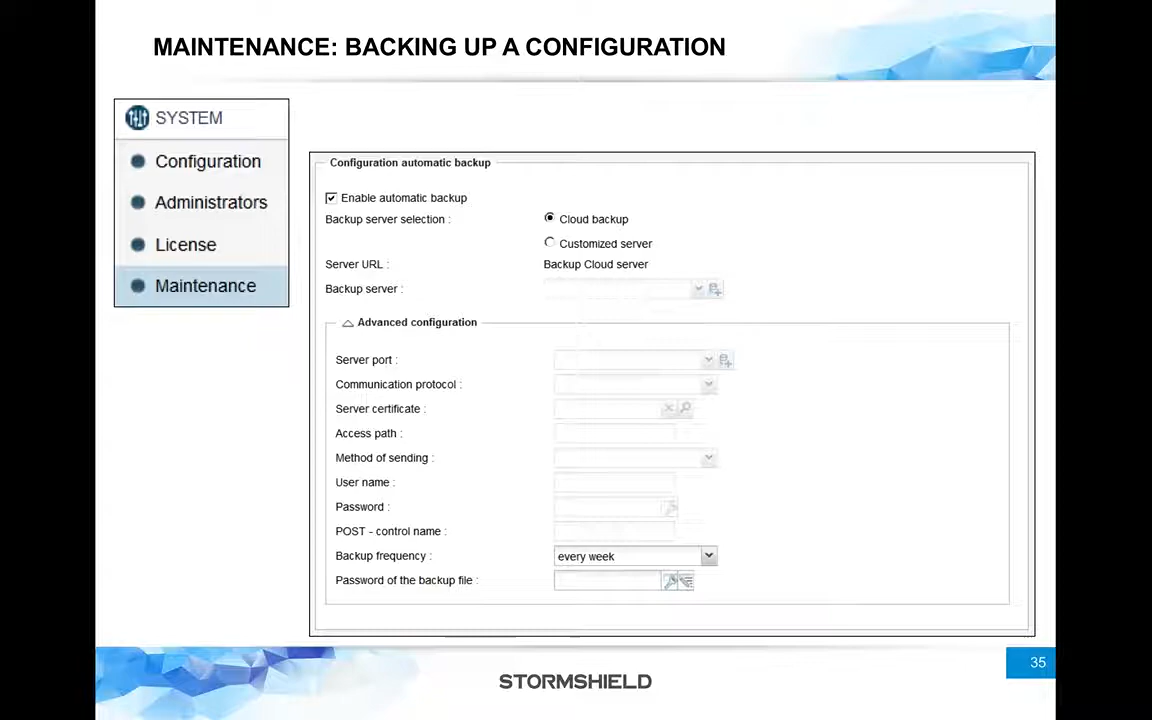 MAINTENANCE: BACKING UP A CONFIGURATION
SYSTEM
Configuration
Administrators
License
Maintenance
Configuration automatic backup
Enable automatic backup
Backup server selection : Cloud backup
Customized server
Server URL : Backup Cloud server
Backup server :
Advanced configuration
Server port :
Communication protocol :
Server certificate :
Access path :
Method of sending :
User name :
Password :
POST - control name :
Backup frequency : every week
Password of the backup file :
STORMSHIELD
35